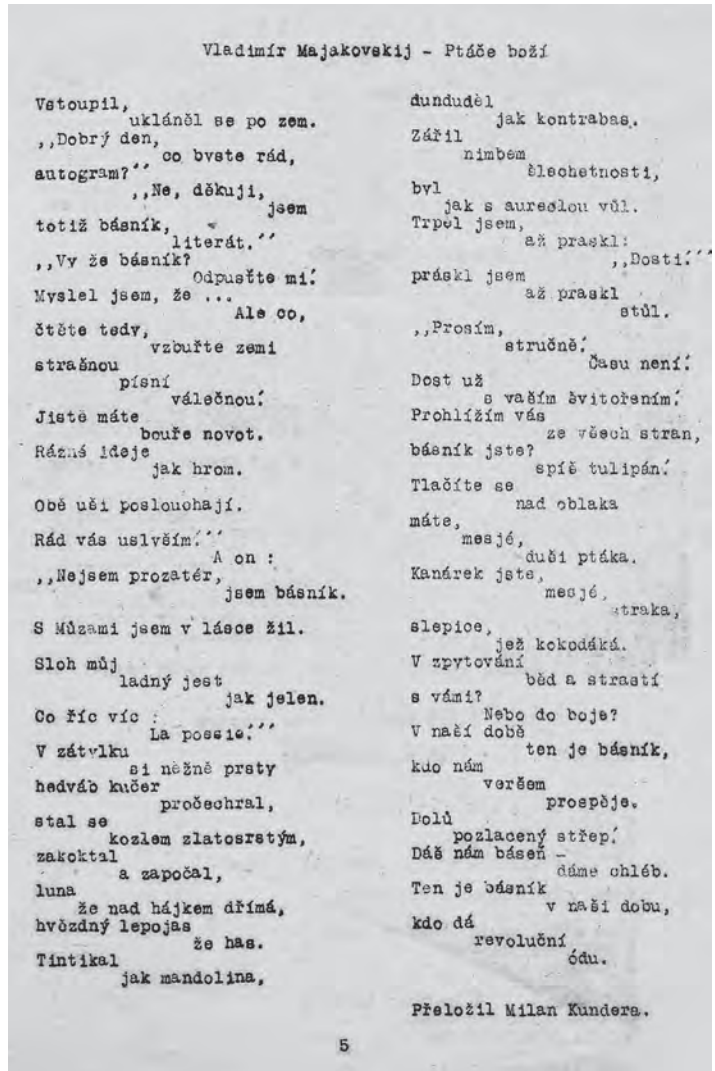 Vladimír Majakovskij - Ptáče boží
Vstoupil,
ukláněl se po zem.
,,Dobrý den,
co byste rád,
autogram?´´
,,Ne, děkuji,
jsem
totiž básník,
literát.´´
,,Vy že básník?
Odpusťte mi!
Myslel jsem, že ...
Ale co,
čtěte tedy,
vzbuřte zemi
strašnou
písní
válečnou!
Jistě máte
bouře novot.
Rázné ideje
jak hrom.
Obě uši poslouchají.
Rád vás uslyším!´´
A on :
,,Nejsem prozatér,
jsem básník.
S Múzami jsem v lásce žil.
Sloh můj
ladný jest
jak jelen.
Co říc víc :
La poesie!´´
V zátylku
si něžně prsty
hedváb kučer
pročechral,
stal se
kozlem zlatosrstým,
zakoktal
a započal,
luna
že nad hájkem dřímá,
hvězdný lepojas
že has.
Tintikal
jak mandolina,
dunduděl
jak kontrabas.
Zářil
nimbem
šlechetnosti,
byl
jak s aureolou vůl.
Trpěl jsem,
až praskl:
,,Dosti!´´
práskl jsem
až praskl
stůl.
,,Prosím,
stručně!
Času není!
Dost už
s vaším švitořením!
Prohlížím vás
ze všech stran,
básník jste?
spíš tulipán!
Tlačíte se
nad oblaka
máte,
mesjé,
duši ptáka.
Kanárek jste,
mesjé,
straka,
slepice,
jež kokodáká.
V zpytování
běd a strastí
s vámi?
Nebo do boje?
V naší době
ten je básník,
kdo nám
veršem
prospěje.
Dolů
pozlacený střep!
Dáš nám báseň -
dáme chléb.
Ten je básník
v naši dobu,
kdo dá
revoluční
ódu.
Přeložil Milan Kundera.
5